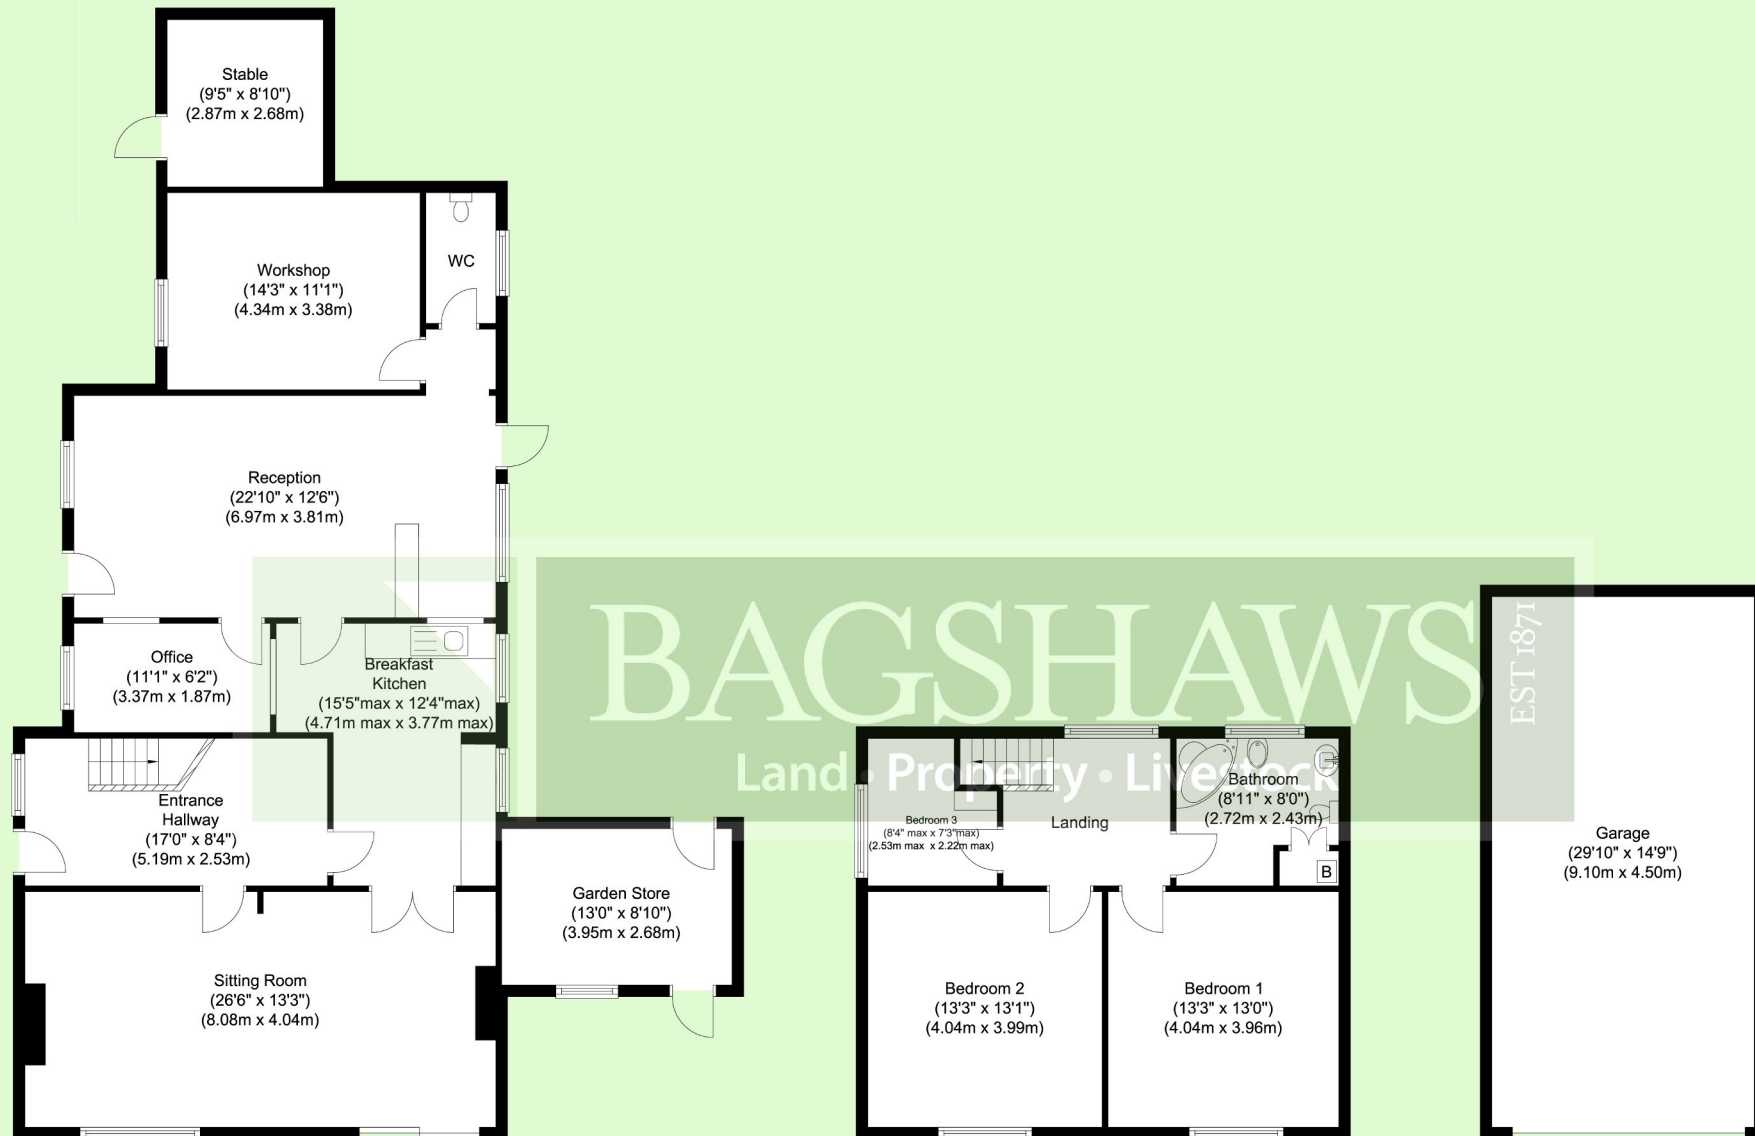 Stable
(9'5" x 8'10")
(2.87m x 2.68m)
Workshop
(14'3" x 11'1")
(4.34m x 3.38m)
WC
Reception
(22'10" x 12'6")
(6.97m x 3.81m)
Office
(11'1" x 6'2")
(3.37m x 1.87m)
Breakfast
Kitchen
(15'5"max x 12'4"max)
(4.71m max x 3.77m max)
Entrance
Hallway
(17'0" x 8'4")
(5.19m x 2.53m)
Garden Store
(13'0" x 8'10")
(3.95m x 2.68m)
Sitting Room
(26'6" x 13'3")
(8.08m x 4.04m)
BAGSHAWS
EST 1871
Land • Property • Livestock
Bedroom 3
(8'4" max x 7'3"max)
(2.53m max x 2.22m max)
Landing
Bathroom
(8'11" x 8'0")
(2.72m x 2.43m)
B
Bedroom 2
(13'3" x 13'1")
(4.04m x 3.99m)
Bedroom 1
(13'3" x 13'0")
(4.04m x 3.96m)
Garage
(29'10" x 14'9")
(9.10m x 4.50m)